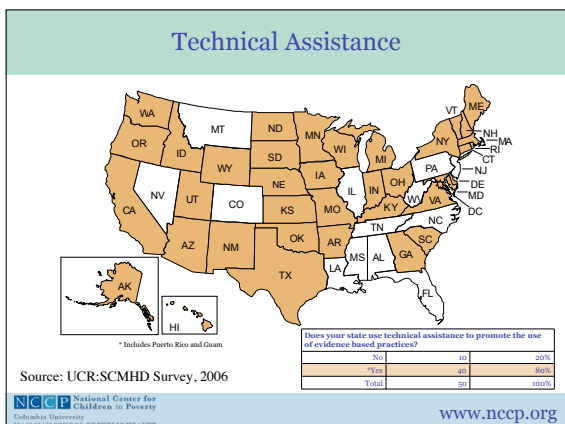 Technical Assistance
WA
OR
CA
ID
NV
MT
WY
UT
AZ
CO
NM
ND
SD
NE
KS
OK
TX
MN
IA
MO
AR
LA
WI
IL
MI
IN
OH
KY
TN
MS
AL
GA
FL
SC
NC
VA
WV
PA
NY
VT
ME
NH
MA
RI
CT
NJ
DE
MD
DC
AK
HI
* Includes Puerto Rico and Guam
Does your state use technical assistance to promote the use
of evidence based practices?
No 10 20%
*Yes 40 80%
Total 50 100%
Source: UCR:SCMHD Survey, 2006
NCCP National Center for
Children in Poverty
Columbia University
www.nccp.org